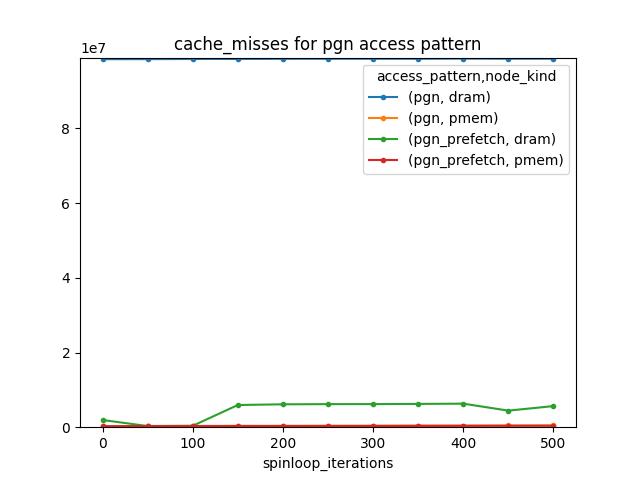 cache_misses for pgn access pattern
1e7
access_pattern,node_kind
(pgn, dram)
(pgn, pmem)
(pgn_prefetch, dram)
(pgn_prefetch, pmem)
8
6
4
2
0
0 100 200 300 400 500
spinloop_iterations